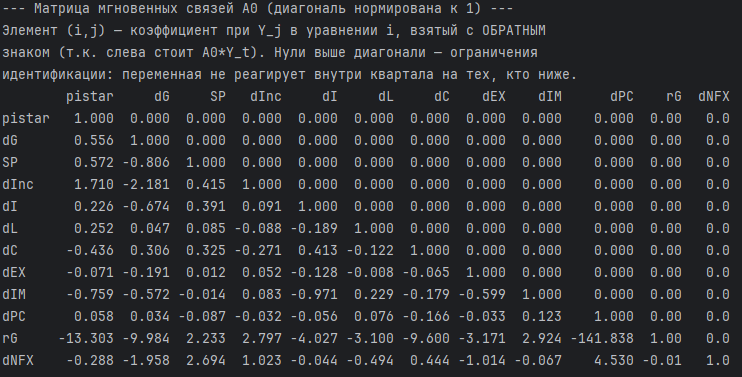 --- Матрица мгновенных связей A0 (диагональ нормирована к 1) ---
Элемент (i,j) — коэффициент при Y_j в уравнении i, взятый с ОБРАТНЫМ
знаком (т.к. слева стоит A0*Y_t). Нули выше диагонали — ограничения
идентификации: переменная не реагирует внутри квартала на тех, кто ниже.
pistar dG SP dInc dI dL dC dEX dIM dPC rG dNFX
pistar 1.000 0.000 0.000 0.000 0.000 0.000 0.000 0.000 0.000 0.000 0.00 0.0
dG 0.556 1.000 0.000 0.000 0.000 0.000 0.000 0.000 0.000 0.000 0.00 0.0
SP 0.572 -0.806 1.000 0.000 0.000 0.000 0.000 0.000 0.000 0.000 0.00 0.0
dInc 1.710 -2.181 0.415 1.000 0.000 0.000 0.000 0.000 0.000 0.000 0.00 0.0
dI 0.226 -0.674 0.391 0.091 1.000 0.000 0.000 0.000 0.000 0.000 0.00 0.0
dL 0.252 0.047 0.085 -0.088 -0.189 1.000 0.000 0.000 0.000 0.000 0.00 0.0
dC -0.436 0.306 0.325 -0.271 0.413 -0.122 1.000 0.000 0.000 0.000 0.00 0.0
dEX -0.071 -0.191 0.012 0.052 -0.128 -0.008 -0.065 1.000 0.000 0.000 0.00 0.0
dIM -0.759 -0.572 -0.014 0.083 -0.971 0.229 -0.179 -0.599 1.000 0.000 0.00 0.0
dPC 0.058 0.034 -0.087 -0.032 -0.056 0.076 -0.166 -0.033 0.123 1.000 0.00 0.0
rG -13.303 -9.984 2.233 2.797 -4.027 -3.100 -9.600 -3.171 2.924 -141.838 1.00 0.0
dNFX -0.288 -1.958 2.694 1.023 -0.044 -0.494 0.444 -1.014 -0.067 4.530 -0.01 1.0